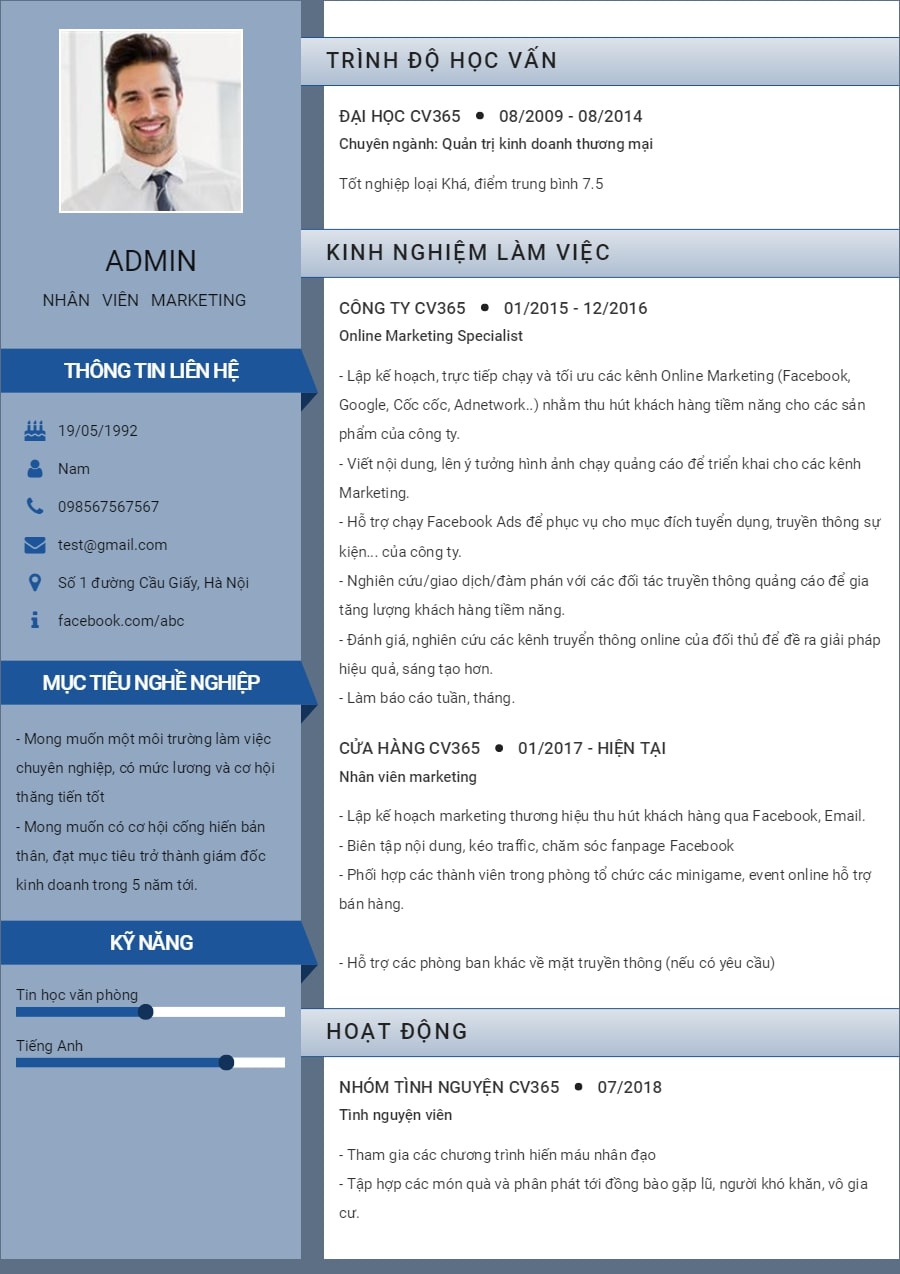 ADMIN
NHÂN VIÊN MARKETING
THÔNG TIN LIÊN HỆ
19/05/1992
Nam
098567567567
test@gmail.com
Số 1 đường Cầu Giấy, Hà Nội
facebook.com/abc
MỤC TIÊU NGHỀ NGHIỆP
- Mong muốn một môi trường làm việc
chuyên nghiệp, có mức lương và cơ hội
thăng tiến tốt
- Mong muốn có cơ hội cống hiến bản
thân, đạt mục tiêu trở thành giám đốc
kinh doanh trong 5 năm tới.
KỸ NĂNG
Tin học văn phòng
Tiếng Anh
TRÌNH ĐỘ HỌC VẤN
ĐẠI HỌC CV365 • 08/2009 - 08/2014
Chuyên ngành: Quản trị kinh doanh thương mại
Tốt nghiệp loại Khá, điểm trung bình 7.5
KINH NGHIỆM LÀM VIỆC
CÔNG TY CV365 • 01/2015 - 12/2016
Online Marketing Specialist
- Lập kế hoạch, trực tiếp chạy và tối ưu các kênh Online Marketing (Facebook,
Google, Cốc cốc, Adnetwork..) nhằm thu hút khách hàng tiềm năng cho các sản
phẩm của công ty.
- Viết nội dung, lên ý tưởng hình ảnh chạy quảng cáo để triển khai cho các kênh
Marketing.
- Hỗ trợ chạy Facebook Ads để phục vụ cho mục đích tuyển dụng, truyền thông sự
kiện... của công ty.
- Nghiên cứu/giao dịch/đàm phán với các đối tác truyền thông quảng cáo để gia
tăng lượng khách hàng tiềm năng.
- Đánh giá, nghiên cứu các kênh truyển thông online của đối thủ để đề ra giải pháp
hiệu quả, sáng tạo hơn.
- Làm báo cáo tuần, tháng.
CỬA HÀNG CV365 • 01/2017 - HIỆN TẠI
Nhân viên marketing
- Lập kế hoạch marketing thương hiệu thu hút khách hàng qua Facebook, Email.
- Biên tập nội dung, kéo traffic, chăm sóc fanpage Facebook
- Phối hợp các thành viên trong phòng tổ chức các minigame, event online hỗ trợ
bán hàng.
- Hỗ trợ các phòng ban khác về mặt truyền thông (nếu có yêu cầu)
HOẠT ĐỘNG
NHÓM TÌNH NGUYỆN CV365 • 07/2018
Tình nguyện viên
- Tham gia các chương trình hiến máu nhân đạo
- Tập hợp các món quà và phân phát tới đồng bào gặp lũ, người khó khăn, vô gia
cư.